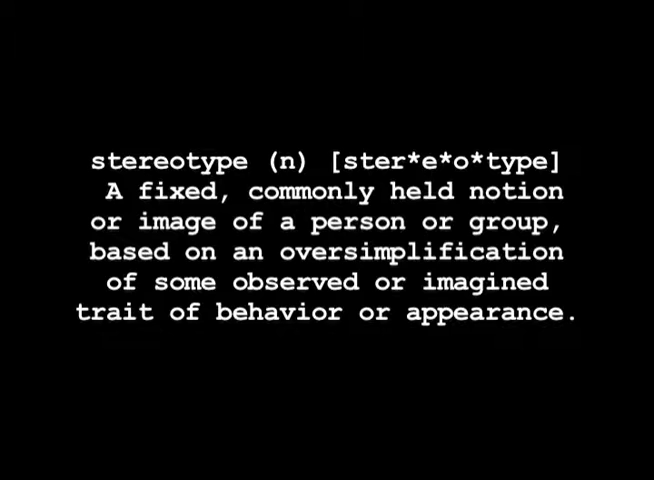 stereotype (n) [ster*e*o*type]
A fixed, commonly held notion
or image of a person or group,
based on an oversimplification
of some observed or imagined
trait of behavior or appearance.